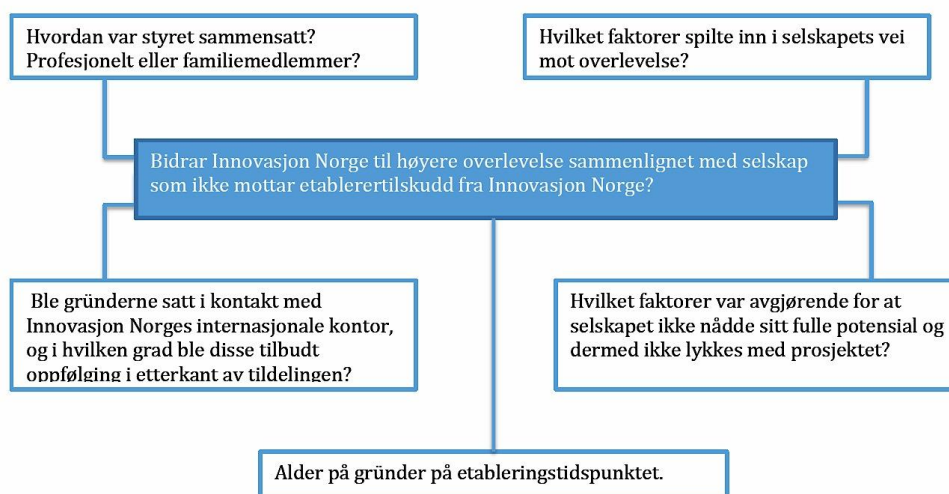 Hvordan var styret sammensatt?
Profesjonelt eller familiemedlemmer?
Hvilket faktorer spilte inn i selskapets vei
mot overlevelse?
Bidrar Innovasjon Norge til høyere overlevelse sammenlignet med selskap
som ikke mottar etablerertilskudd fra Innovasjon Norge?
Ble gründerne satt i kontakt med
Innovasjon Norges internasjonale kontor,
og i hvilken grad ble disse tilbudt
oppfølging i etterkant av tildelingen?
Hvilket faktorer var avgjørende for at
selskapet ikke nådde sitt fulle potensial og
dermed ikke lykkes med prosjektet?
Alder på gründer på etableringstidspunktet.